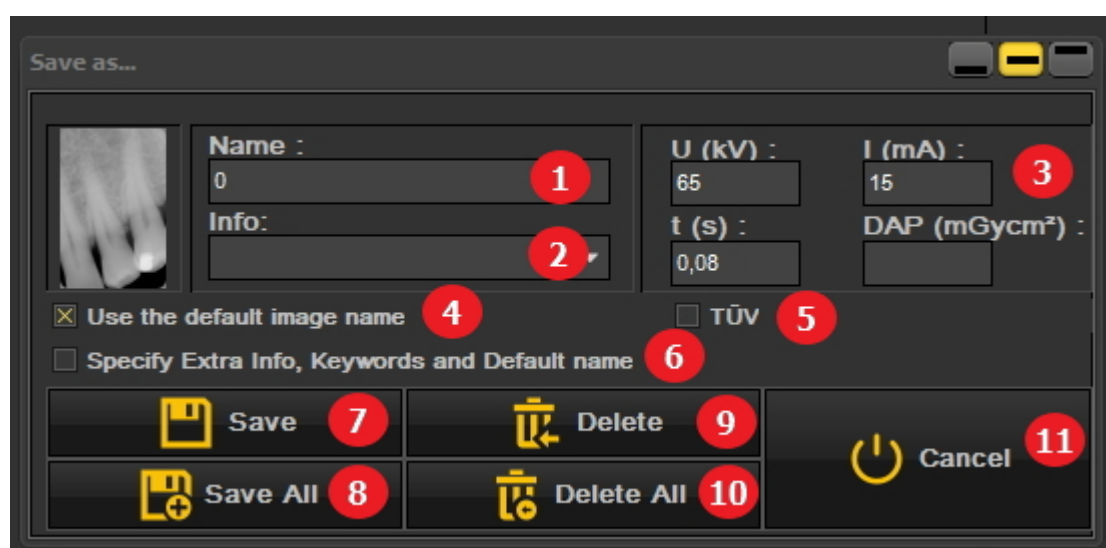 Save as...
Name :
0
1
Info:
2
U (kV) :
65
I (mA) :
15
3
t (s) :
0,08
DAP (mGycm²) :
Use the default image name
4
TŪV
5
Specify Extra Info, Keywords and Default name
6
Save
7
Delete
9
Cancel
11
Save All
8
Delete All
10